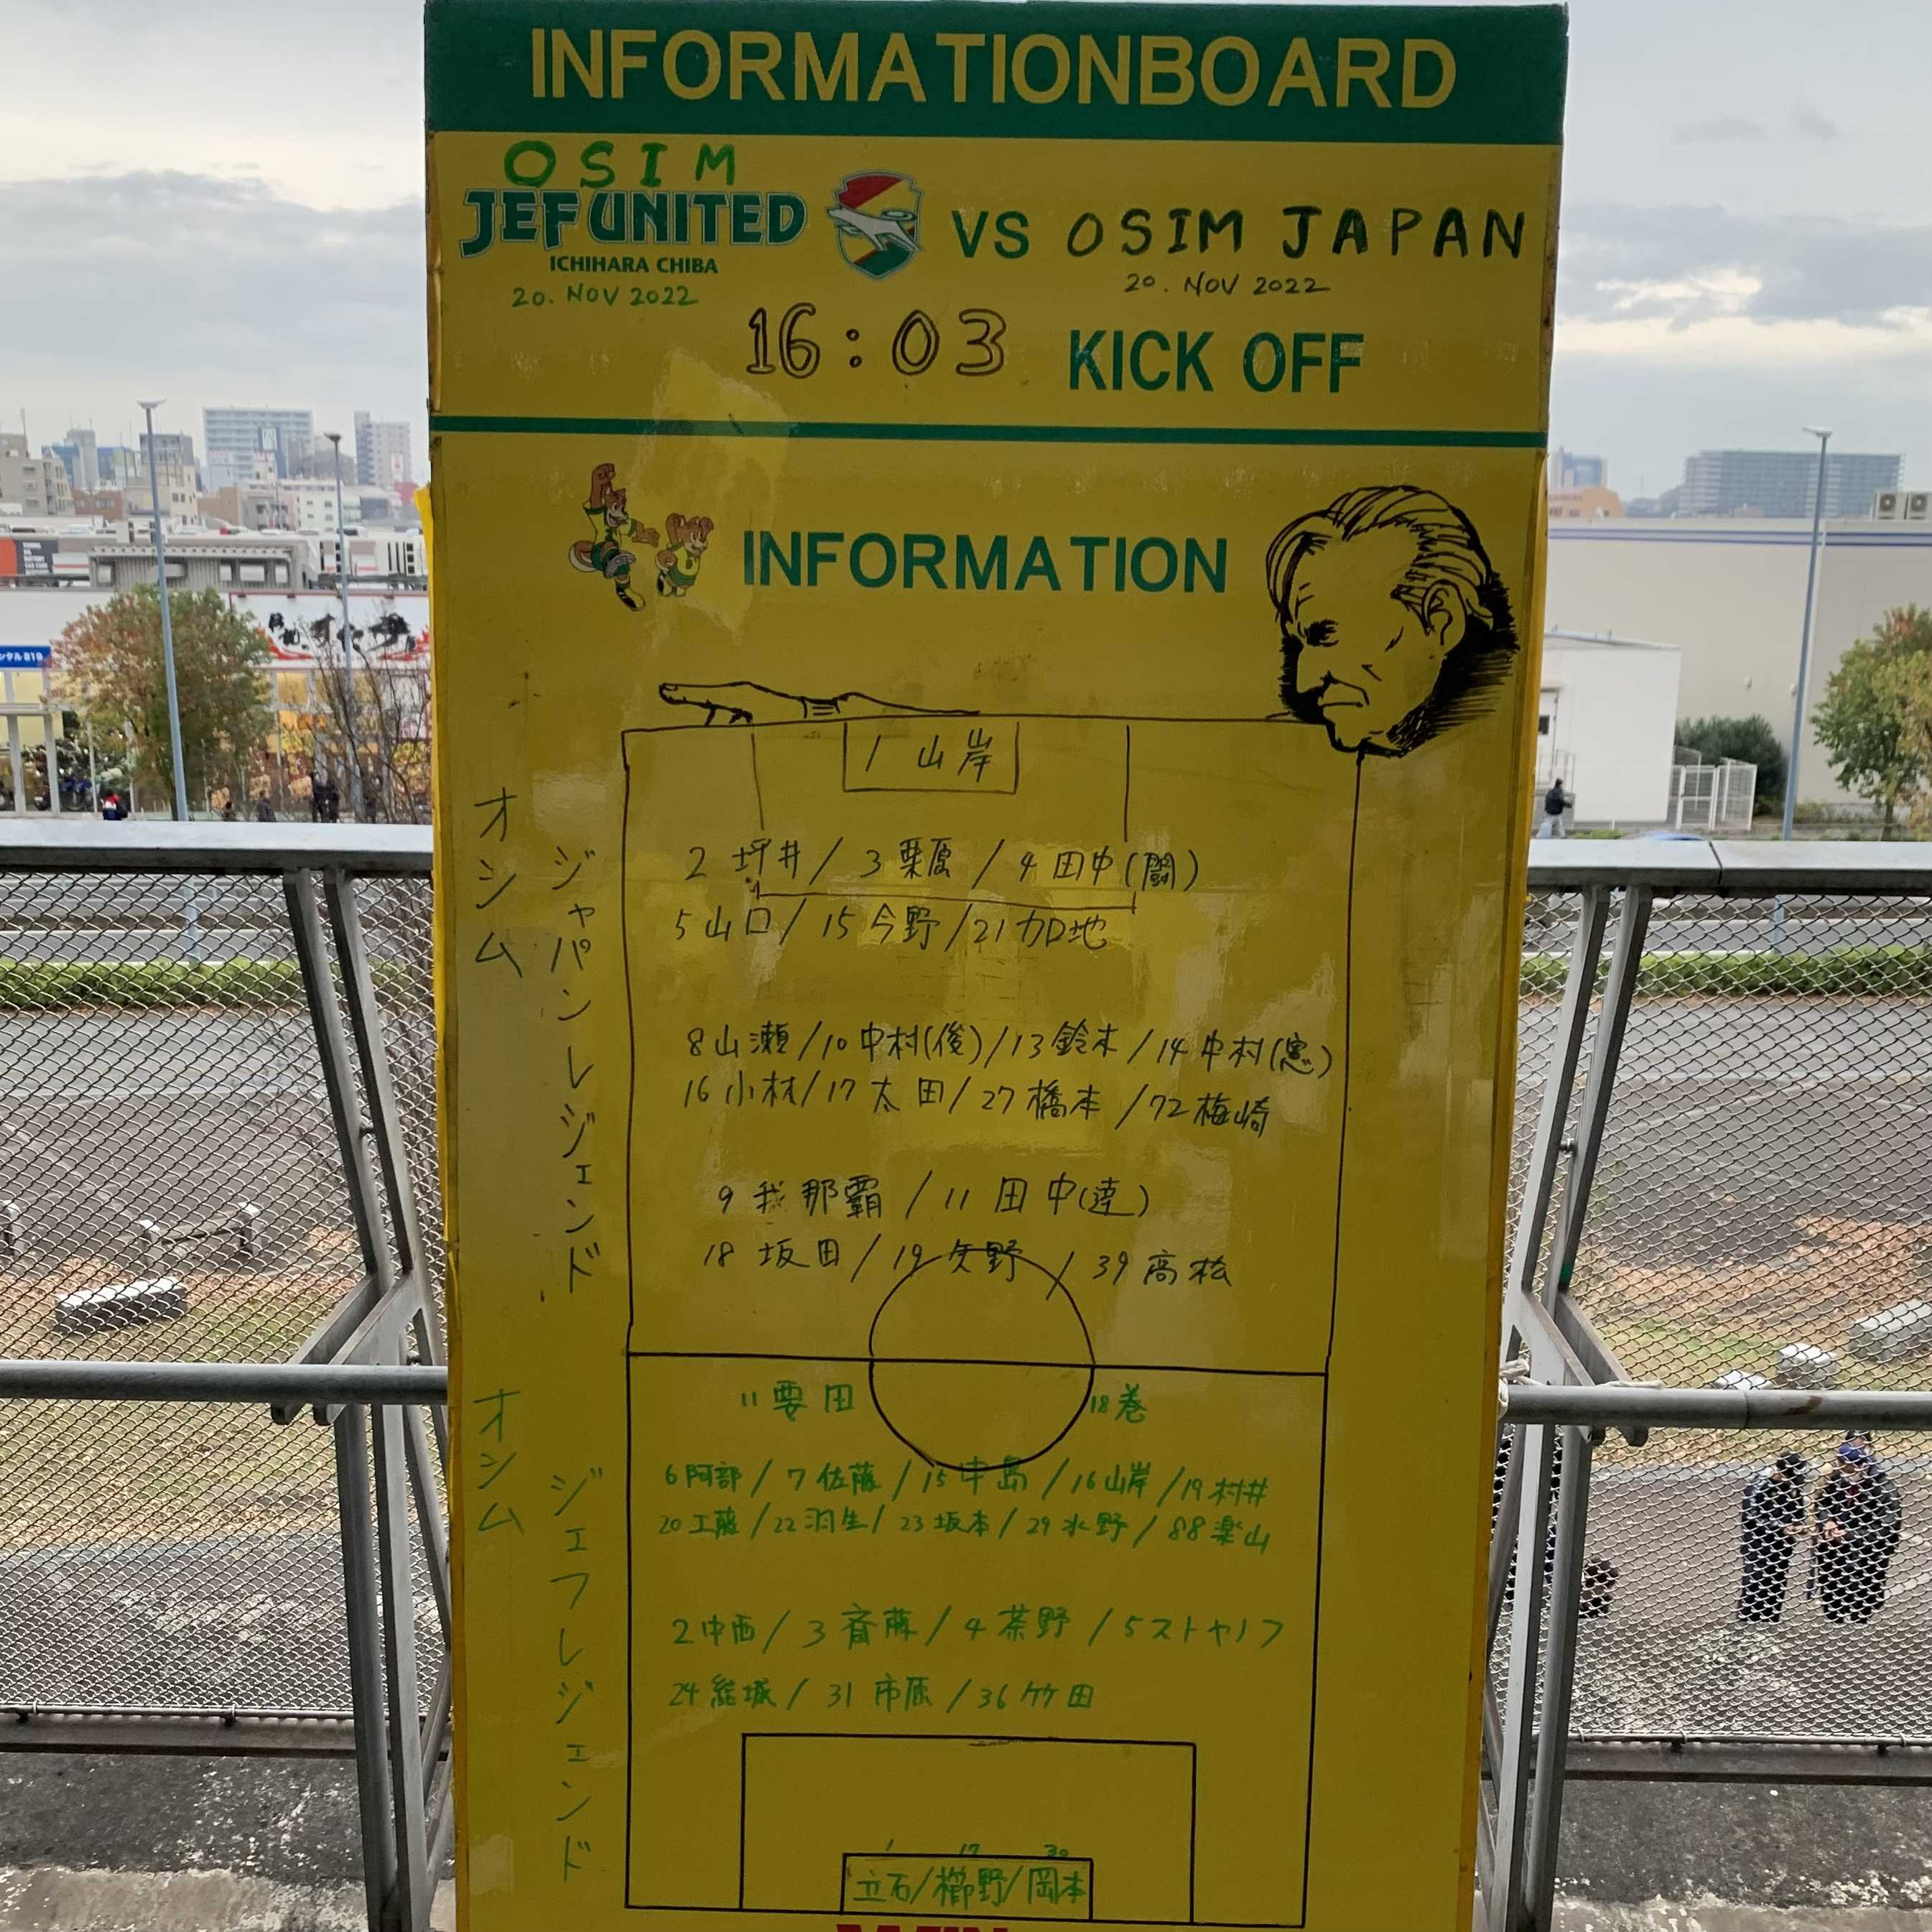 INFORMATIONBOARD
OSIM
JEFUNITED VS OSIM JAPAN
ICHIHARA CHIBA
20. NOV 2022
20. NOV 2022
16:03 KICK OFF
INFORMATION
オシム
ジャパンレジェンド
1 山岸
2 坪井/3 栗原/4 田中(闘)
5 山口/15 今野/21 加地
8 山瀬/10 中村(俊)/13 鈴木/14 中村(憲)
16 小林/17 太田/27 橋本/72 梅崎
9 我那覇/11 田中(達)
18 坂田/19 矢野/39 高松
オシム
ジェフレジェンド
11 要田 18 巻
6 阿部/7 佐藤/15 中島/16 山岸/19 村井
20 工藤/22 羽生/23 坂本/29 水野/88 楽山
2 中西/3 斉藤/4 茶野/5 ストヤノフ
24 結城/31 市原/36 竹田
1 17 30
立石/櫛野/岡本